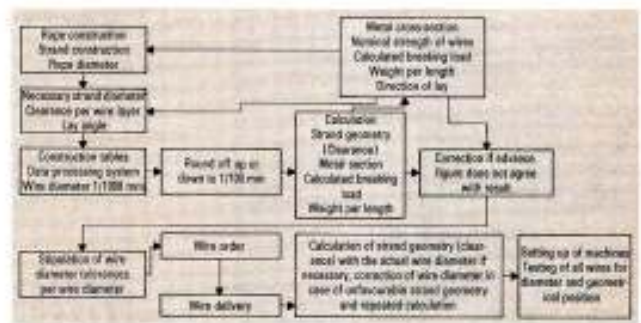 Rope construction
Strand construction
Rope diameter
Metal cross-section
Nominal strength of wires
Calculated breaking load
Weight per length
Direction of lay
Necessary strand diameter
Clearance per wire layer
Lay angle
Construction tables
Data processing system
Wire diameter 1/1000 mm
Round off up or
down to 1/100 mm
Calculation
Strand geometry
(Clearance)
Metal section
Calculated breaking
load
Weight per length
Correction if advance
figure does not agree
with result
Stipulation of wire
diameter tolerances
per wire diameter
Wire order
Wire delivery
Calculation of strand geometry (clear-
ance) with the actual wire diameter if
necessary, correction of wire diameter in
case of unfavourable strand geometry
and repeated calculation
Setting up of machines
Testing of all wires for
diameter and geomet-
rical position